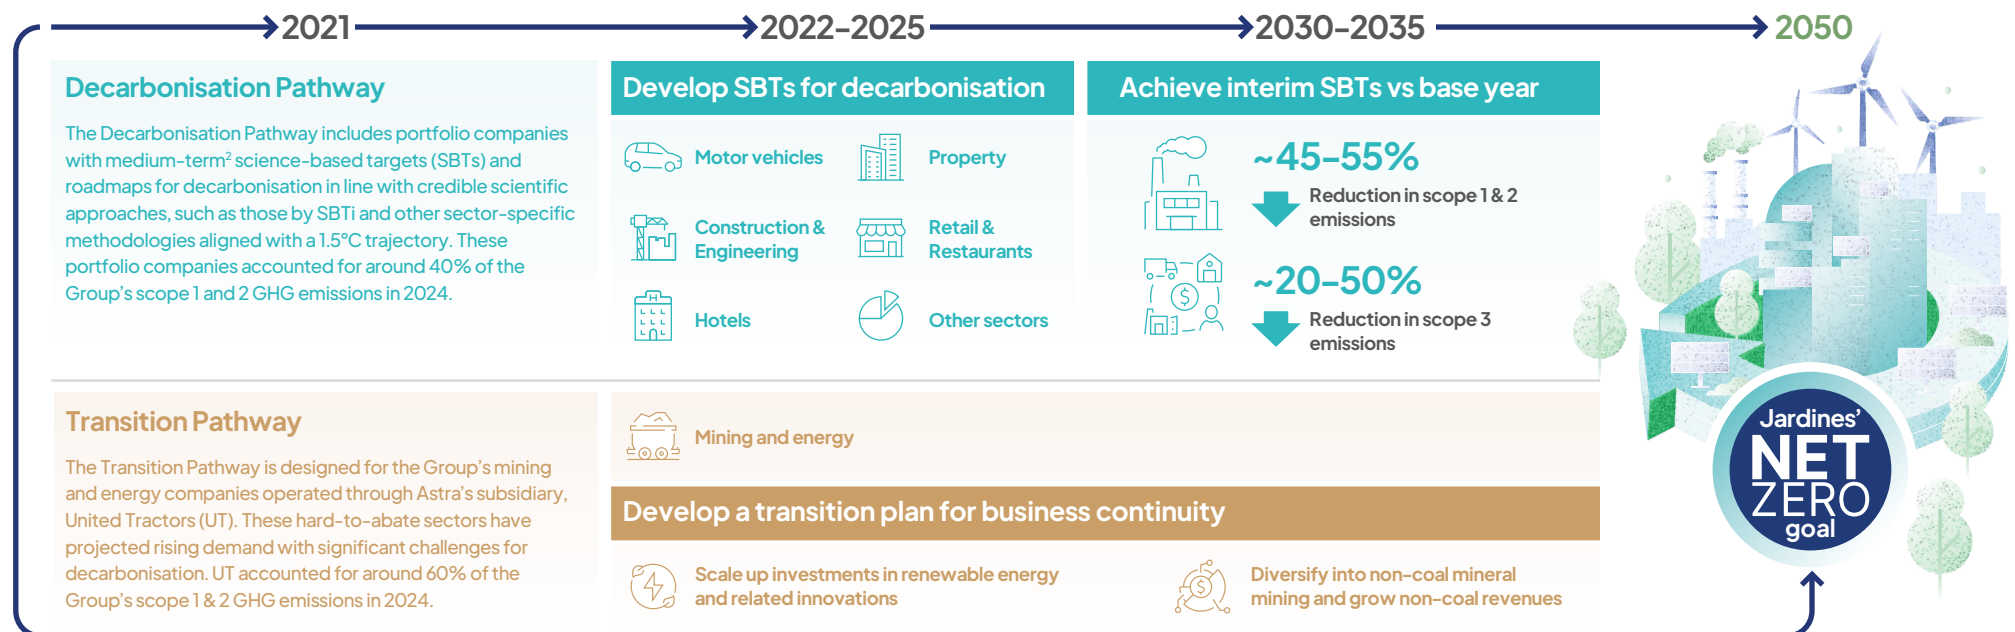 2021
2022-2025
2030-2035
2050
Decarbonisation Pathway
The Decarbonisation Pathway includes portfolio companies
with medium-term² science-based targets (SBTs) and
roadmaps for decarbonisation in line with credible scientific
approaches, such as those by SBTi and other sector-specific
methodologies aligned with a 1.5°C trajectory. These
portfolio companies accounted for around 40% of the
Group's scope 1 and 2 GHG emissions in 2024.
Develop SBTs for decarbonisation
Motor vehicles
Property
Construction &
Engineering
Retail &
Restaurants
Hotels
Other sectors
Achieve interim SBTs vs base year
~45-55%
Reduction in scope 1 & 2
emissions
~20-50%
Reduction in scope 3
emissions
Transition Pathway
The Transition Pathway is designed for the Group's mining
and energy companies operated through Astra's subsidiary,
United Tractors (UT). These hard-to-abate sectors have
projected rising demand with significant challenges for
decarbonisation. UT accounted for around 60% of the
Group's scope 1 & 2 GHG emissions in 2024.
Mining and energy
Develop a transition plan for business continuity
Scale up investments in renewable energy
and related innovations
Diversify into non-coal mineral
mining and grow non-coal revenues
Jardines'
NET
ZERO
goal